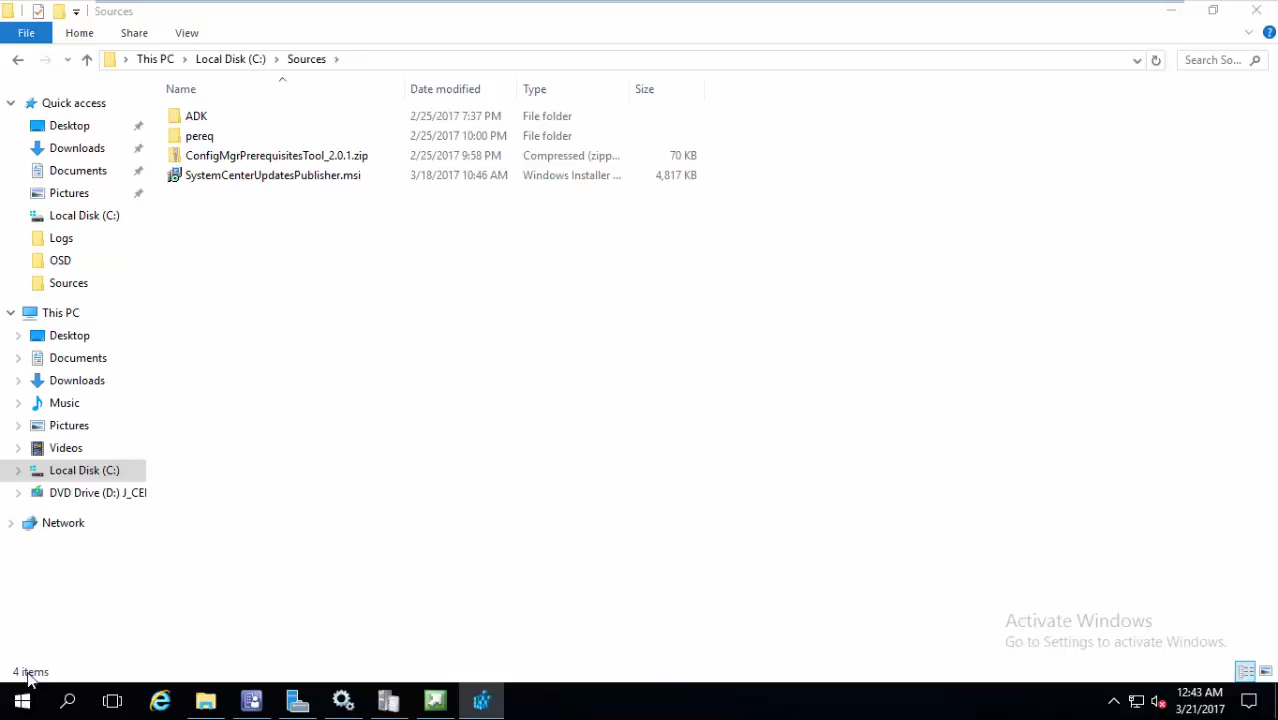 Sources
File Home Share View
This PC Local Disk (C:) Sources
Search So...
Name Date modified Type Size
Quick access
Desktop
Downloads
Documents
Pictures
Local Disk (C:)
Logs
OSD
Sources
This PC
Desktop
Documents
Downloads
Music
Pictures
Videos
Local Disk (C:)
DVD Drive (D:) J_CEI
Network
ADK 2/25/2017 7:37 PM File folder
pereq 2/25/2017 10:00 PM File folder
ConfigMgrPrerequisitesTool_2.0.1.zip 2/25/2017 9:58 PM Compressed (zipp... 70 KB
SystemCenterUpdatesPublisher.msi 3/18/2017 10:46 AM Windows Installer ... 4,817 KB
Activate Windows
Go to Settings to activate Windows.
4 items
12:43 AM
3/21/2017